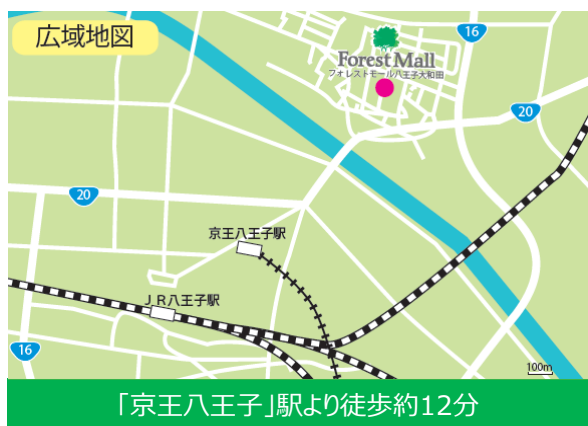 広域地図
16
Forest Mall
フォレストモール八王子大和田
20
20
京王八王子駅
JR八王子駅
16
100m
「京王八王子」駅より徒歩約12分